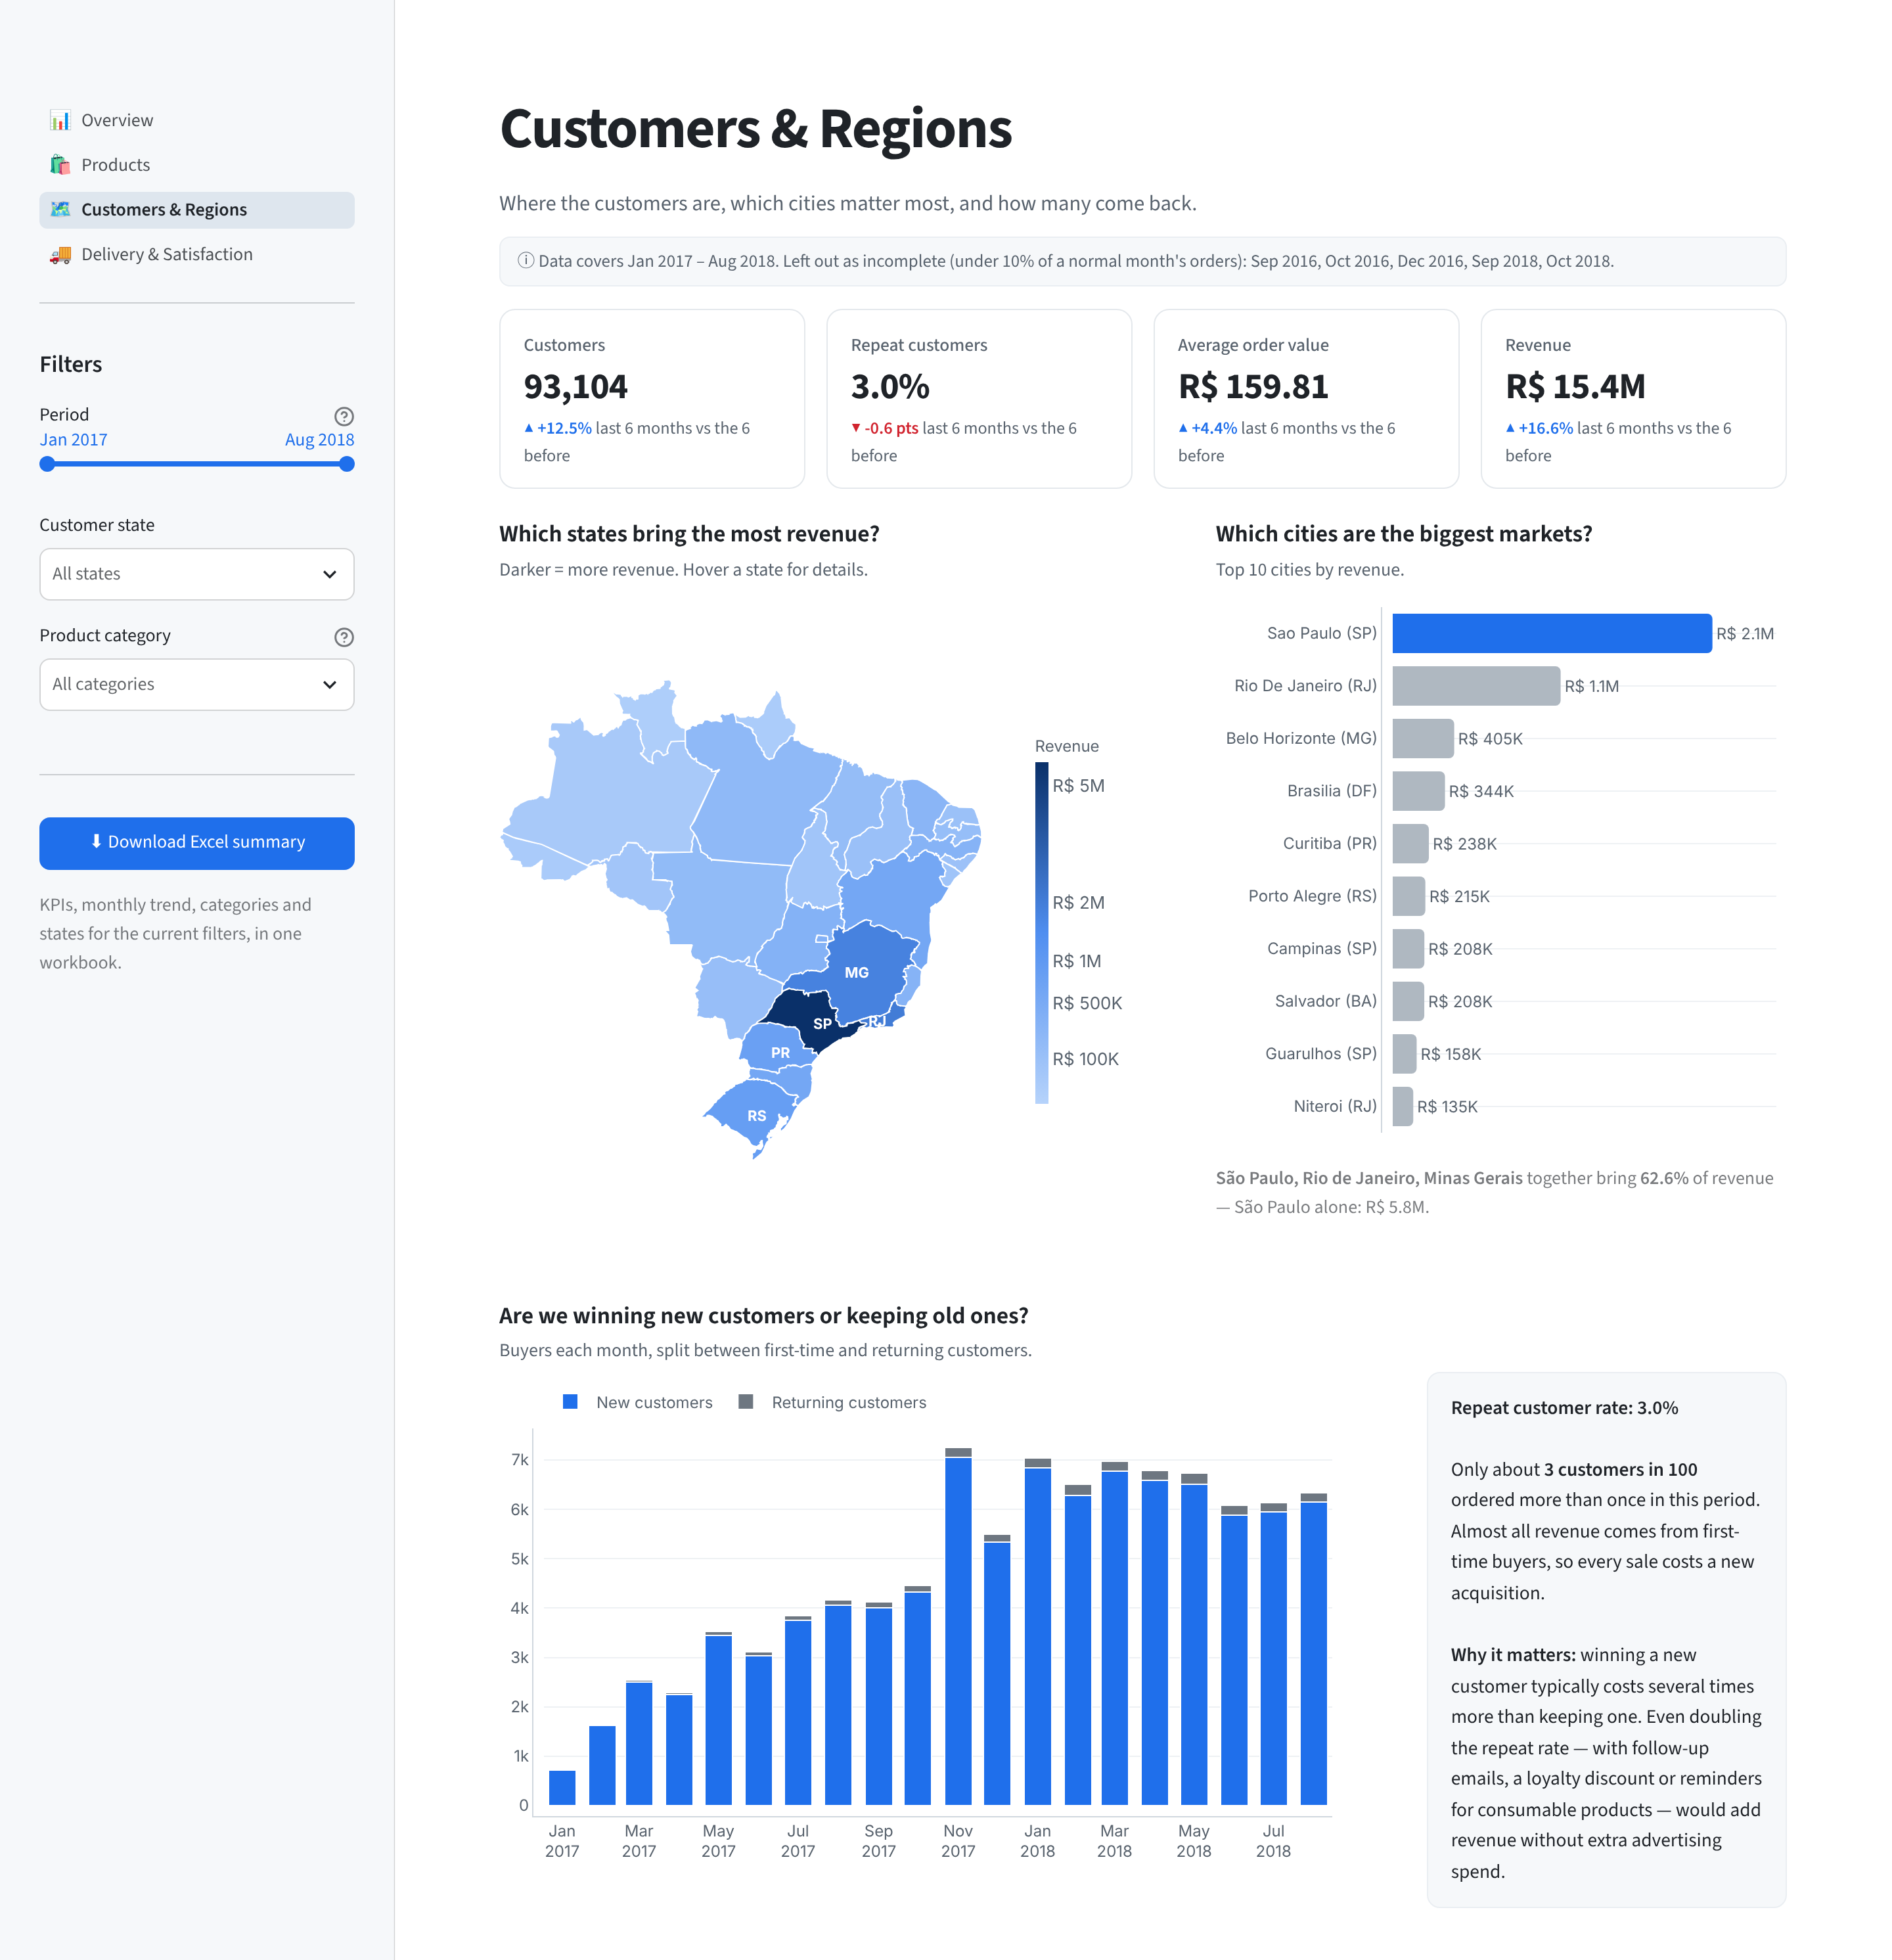 📊 Overview
🛍️ Products
🗺️ Customers & Regions
🚚 Delivery & Satisfaction
Filters
Period
Jan 2017 Aug 2018
Customer state
All states
Product category
All categories
⬇ Download Excel summary
KPIs, monthly trend, categories and
states for the current filters, in one
workbook.
Customers & Regions
Where the customers are, which cities matter most, and how many come back.
ⓘ Data covers Jan 2017 – Aug 2018. Left out as incomplete (under 10% of a normal month's orders): Sep 2016, Oct 2016, Dec 2016, Sep 2018, Oct 2018.
Customers
93,104
▲ +12.5% last 6 months vs the 6
before
Repeat customers
3.0%
▼ -0.6 pts last 6 months vs the 6
before
Average order value
R$ 159.81
▲ +4.4% last 6 months vs the 6
before
Revenue
R$ 15.4M
▲ +16.6% last 6 months vs the 6
before
Which states bring the most revenue?
Darker = more revenue. Hover a state for details.
MG
SP
RJ
PR
RS
Revenue
R$ 5M
R$ 2M
R$ 1M
R$ 500K
R$ 100K
Which cities are the biggest markets?
Top 10 cities by revenue.
Sao Paulo (SP) R$ 2.1M
Rio De Janeiro (RJ) R$ 1.1M
Belo Horizonte (MG) R$ 405K
Brasilia (DF) R$ 344K
Curitiba (PR) R$ 238K
Porto Alegre (RS) R$ 215K
Campinas (SP) R$ 208K
Salvador (BA) R$ 208K
Guarulhos (SP) R$ 158K
Niteroi (RJ) R$ 135K
São Paulo, Rio de Janeiro, Minas Gerais together bring 62.6% of revenue
— São Paulo alone: R$ 5.8M.
Are we winning new customers or keeping old ones?
Buyers each month, split between first-time and returning customers.
New customers Returning customers
7k
6k
5k
4k
3k
2k
1k
0
Jan Mar May Jul Sep Nov Jan Mar May Jul
2017 2017 2017 2017 2017 2017 2018 2018 2018 2018
Repeat customer rate: 3.0%
Only about 3 customers in 100
ordered more than once in this period.
Almost all revenue comes from first-
time buyers, so every sale costs a new
acquisition.
Why it matters: winning a new
customer typically costs several times
more than keeping one. Even doubling
the repeat rate — with follow-up
emails, a loyalty discount or reminders
for consumable products — would add
revenue without extra advertising
spend.